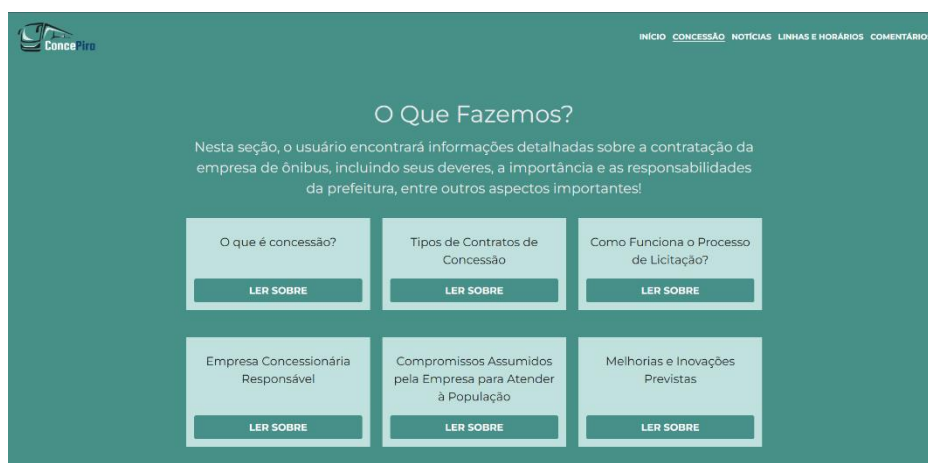 ConcePira
INÍCIO CONCESSÃO NOTÍCIAS LINHAS E HORÁRIOS COMENTÁRIOS
O Que Fazemos?
Nesta seção, o usuário encontrará informações detalhadas sobre a contratação da
empresa de ônibus, incluindo seus deveres, a importância e as responsabilidades
da prefeitura, entre outros aspectos importantes!
O que é concessão?
LER SOBRE
Tipos de Contratos de
Concessão
LER SOBRE
Como Funciona o Processo
de Licitação?
LER SOBRE
Empresa Concessionária
Responsável
LER SOBRE
Compromissos Assumidos
pela Empresa para Atender
à População
LER SOBRE
Melhorias e Inovações
Previstas
LER SOBRE